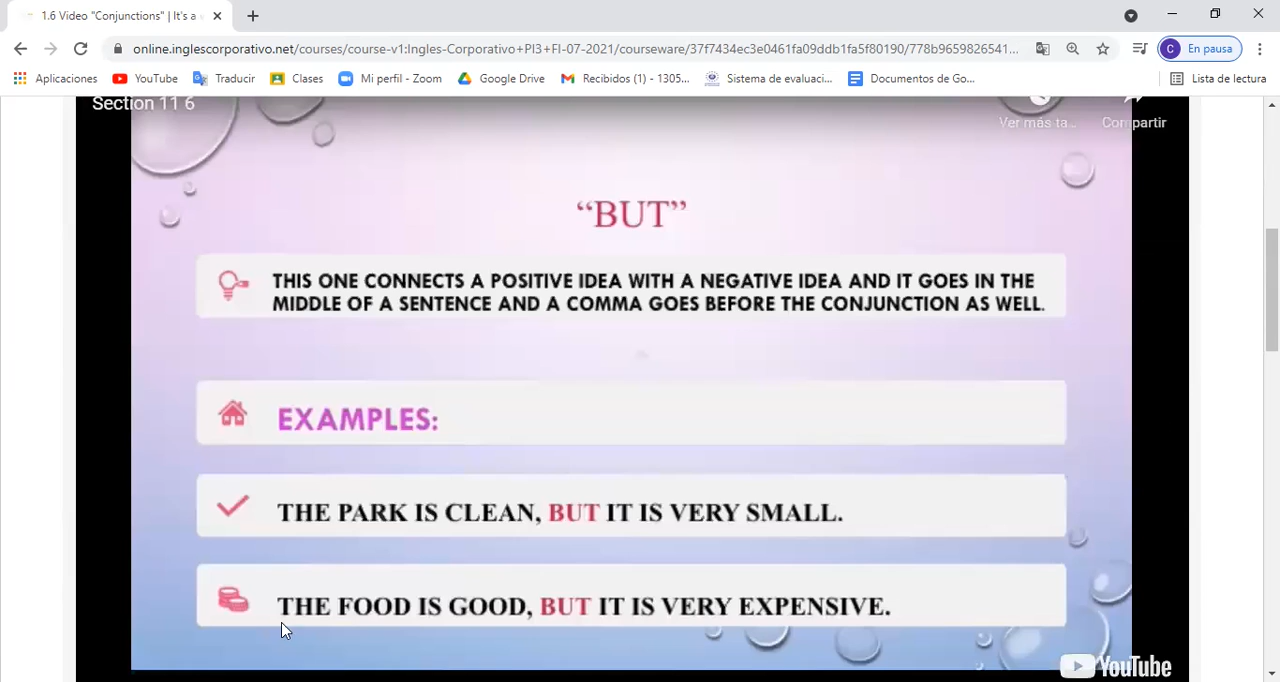 1.6 Video "Conjunctions" | It's a
online.inglescorporativo.net/courses/course-v1:Ingles-Corporativo+PI3+FI-07-2021/courseware/37f7434ec3e0461fa09ddb1fa5f80190/778b9659826541...
C En pausa
Aplicaciones YouTube Traducir Clases Mi perfil - Zoom Google Drive Recibidos (1) - 1305... Sistema de evaluaci... Documentos de Go... Lista de lectura
Section 11 6
Ver más ta... Compartir
“BUT”
THIS ONE CONNECTS A POSITIVE IDEA WITH A NEGATIVE IDEA AND IT GOES IN THE
MIDDLE OF A SENTENCE AND A COMMA GOES BEFORE THE CONJUNCTION AS WELL.
EXAMPLES:
THE PARK IS CLEAN, BUT IT IS VERY SMALL.
THE FOOD IS GOOD, BUT IT IS VERY EXPENSIVE.
YouTube